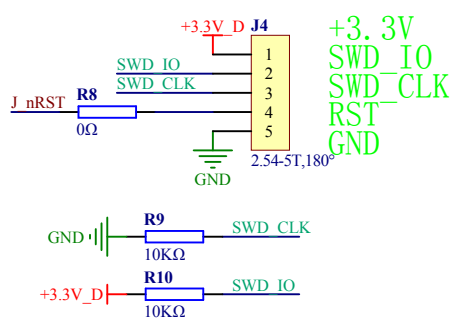 +3.3V_D J4
1
SWD_IO 2
SWD_CLK 3
J_nRST R8 4
0Ω 5
2.54-5T,180°
GND
+3.3V
SWD_IO
SWD_CLK
RST
GND
R9
GND SWD_CLK
10KΩ
R10
+3.3V_D SWD_IO
10KΩ